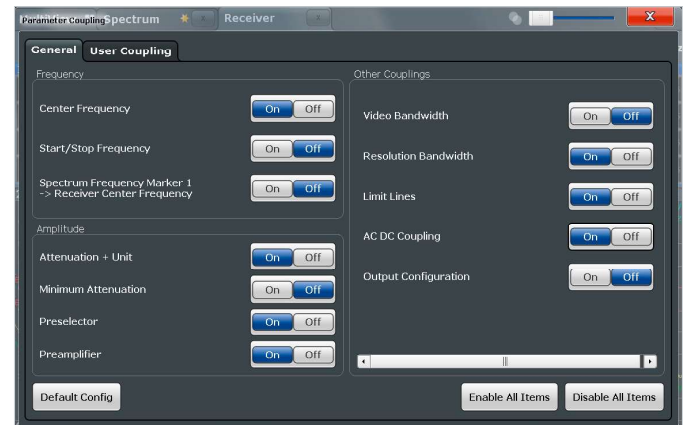 Parameter Coupling Spectrum Receiver X
General User Coupling
Frequency
Center Frequency On Off
Start/Stop Frequency On Off
Spectrum Frequency Marker 1
-> Receiver Center Frequency On Off
Amplitude
Attenuation + Unit On Off
Minimum Attenuation On Off
Preselector On Off
Preamplifier On Off
Other Couplings
Video Bandwidth On Off
Resolution Bandwidth On Off
Limit Lines On Off
AC DC Coupling On Off
Output Configuration On Off
Default Config Enable All Items Disable All Items